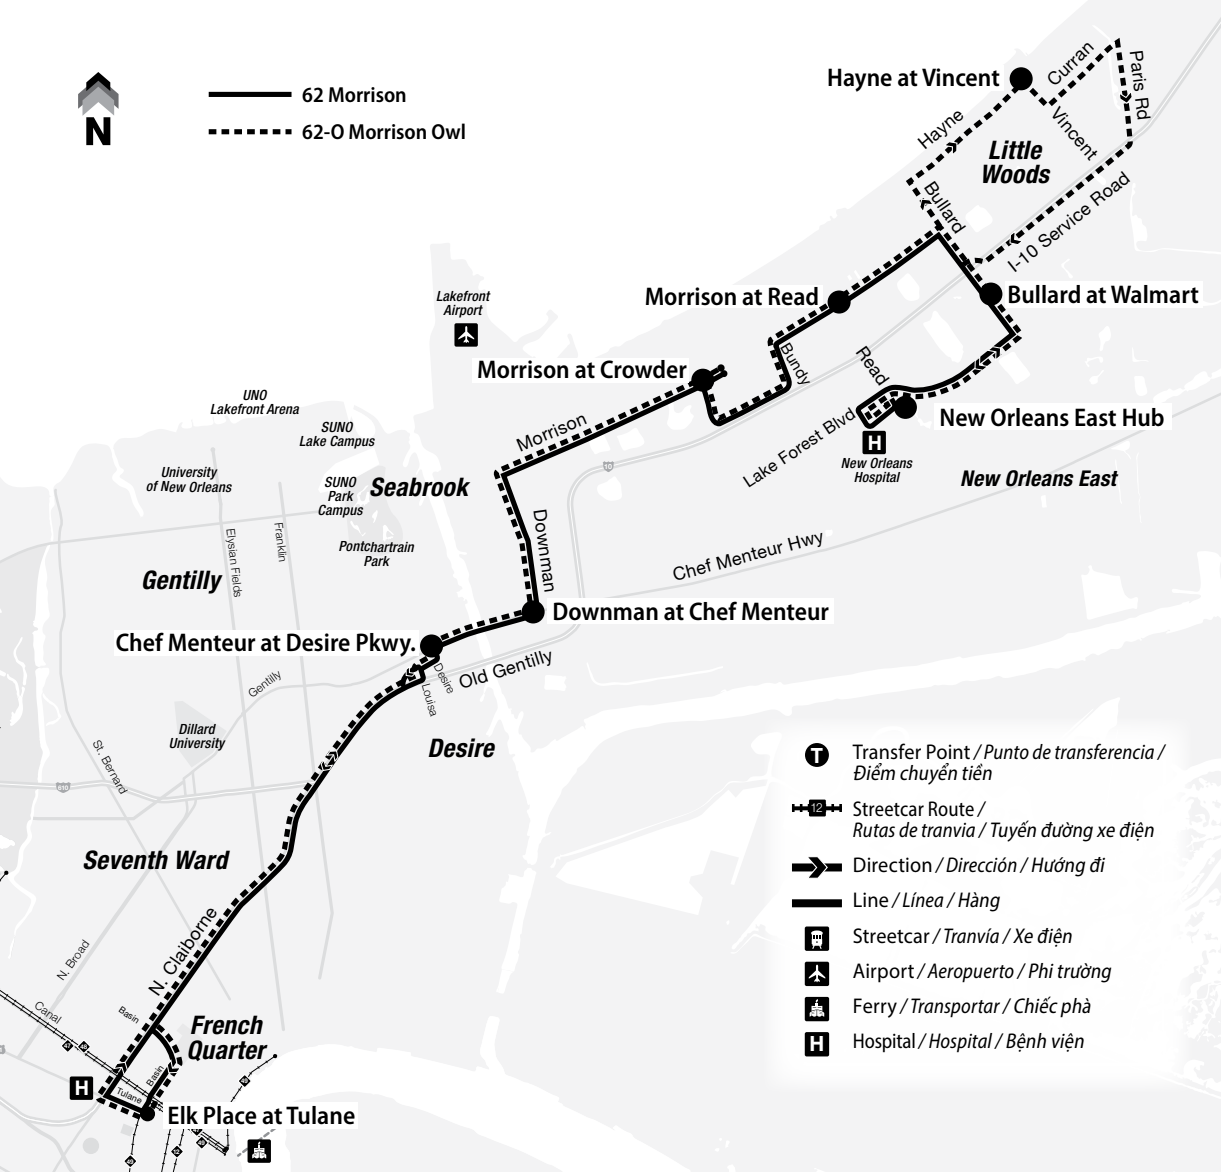 N
62 Morrison
62-O Morrison Owl
Hayne at Vincent
Curran
Paris Rd
Hayne
Vincent
Little
Woods
Bullard
I-10 Service Road
Lakefront
Airport
Morrison at Read
Bullard at Walmart
Morrison at Crowder
Bundy
Read
UNO
Lakefront Arena
SUNO
Lake Campus
Morrison
Lake Forest Blvd
New Orleans East Hub
H
New Orleans
Hospital
New Orleans East
University
of New Orleans
SUNO
Park
Campus
Seabrook
10
Elysian Fields
Franklin
Downman
Pontchartrain
Park
Chef Menteur Hwy
Gentilly
Downman at Chef Menteur
Chef Menteur at Desire Pkwy.
Old Gentilly
Desire
Louisa
Gentilly
Dillard
University
Desire
St. Bernard
610
Seventh Ward
N. Claiborne
N. Broad
Canal
Basin
French
Quarter
Basin
Tulane
H
Elk Place at Tulane
T
Transfer Point / Punto de transferencia /
Điểm chuyển tiền
12
Streetcar Route /
Rutas de tranvia / Tuyến đường xe điện
Direction / Dirección / Hướng đi
Line / Línea / Hàng
Streetcar / Tranvía / Xe điện
Airport / Aeropuerto / Phi trường
Ferry / Transportar / Chiếc phà
H
Hospital / Hospital / Bệnh viện